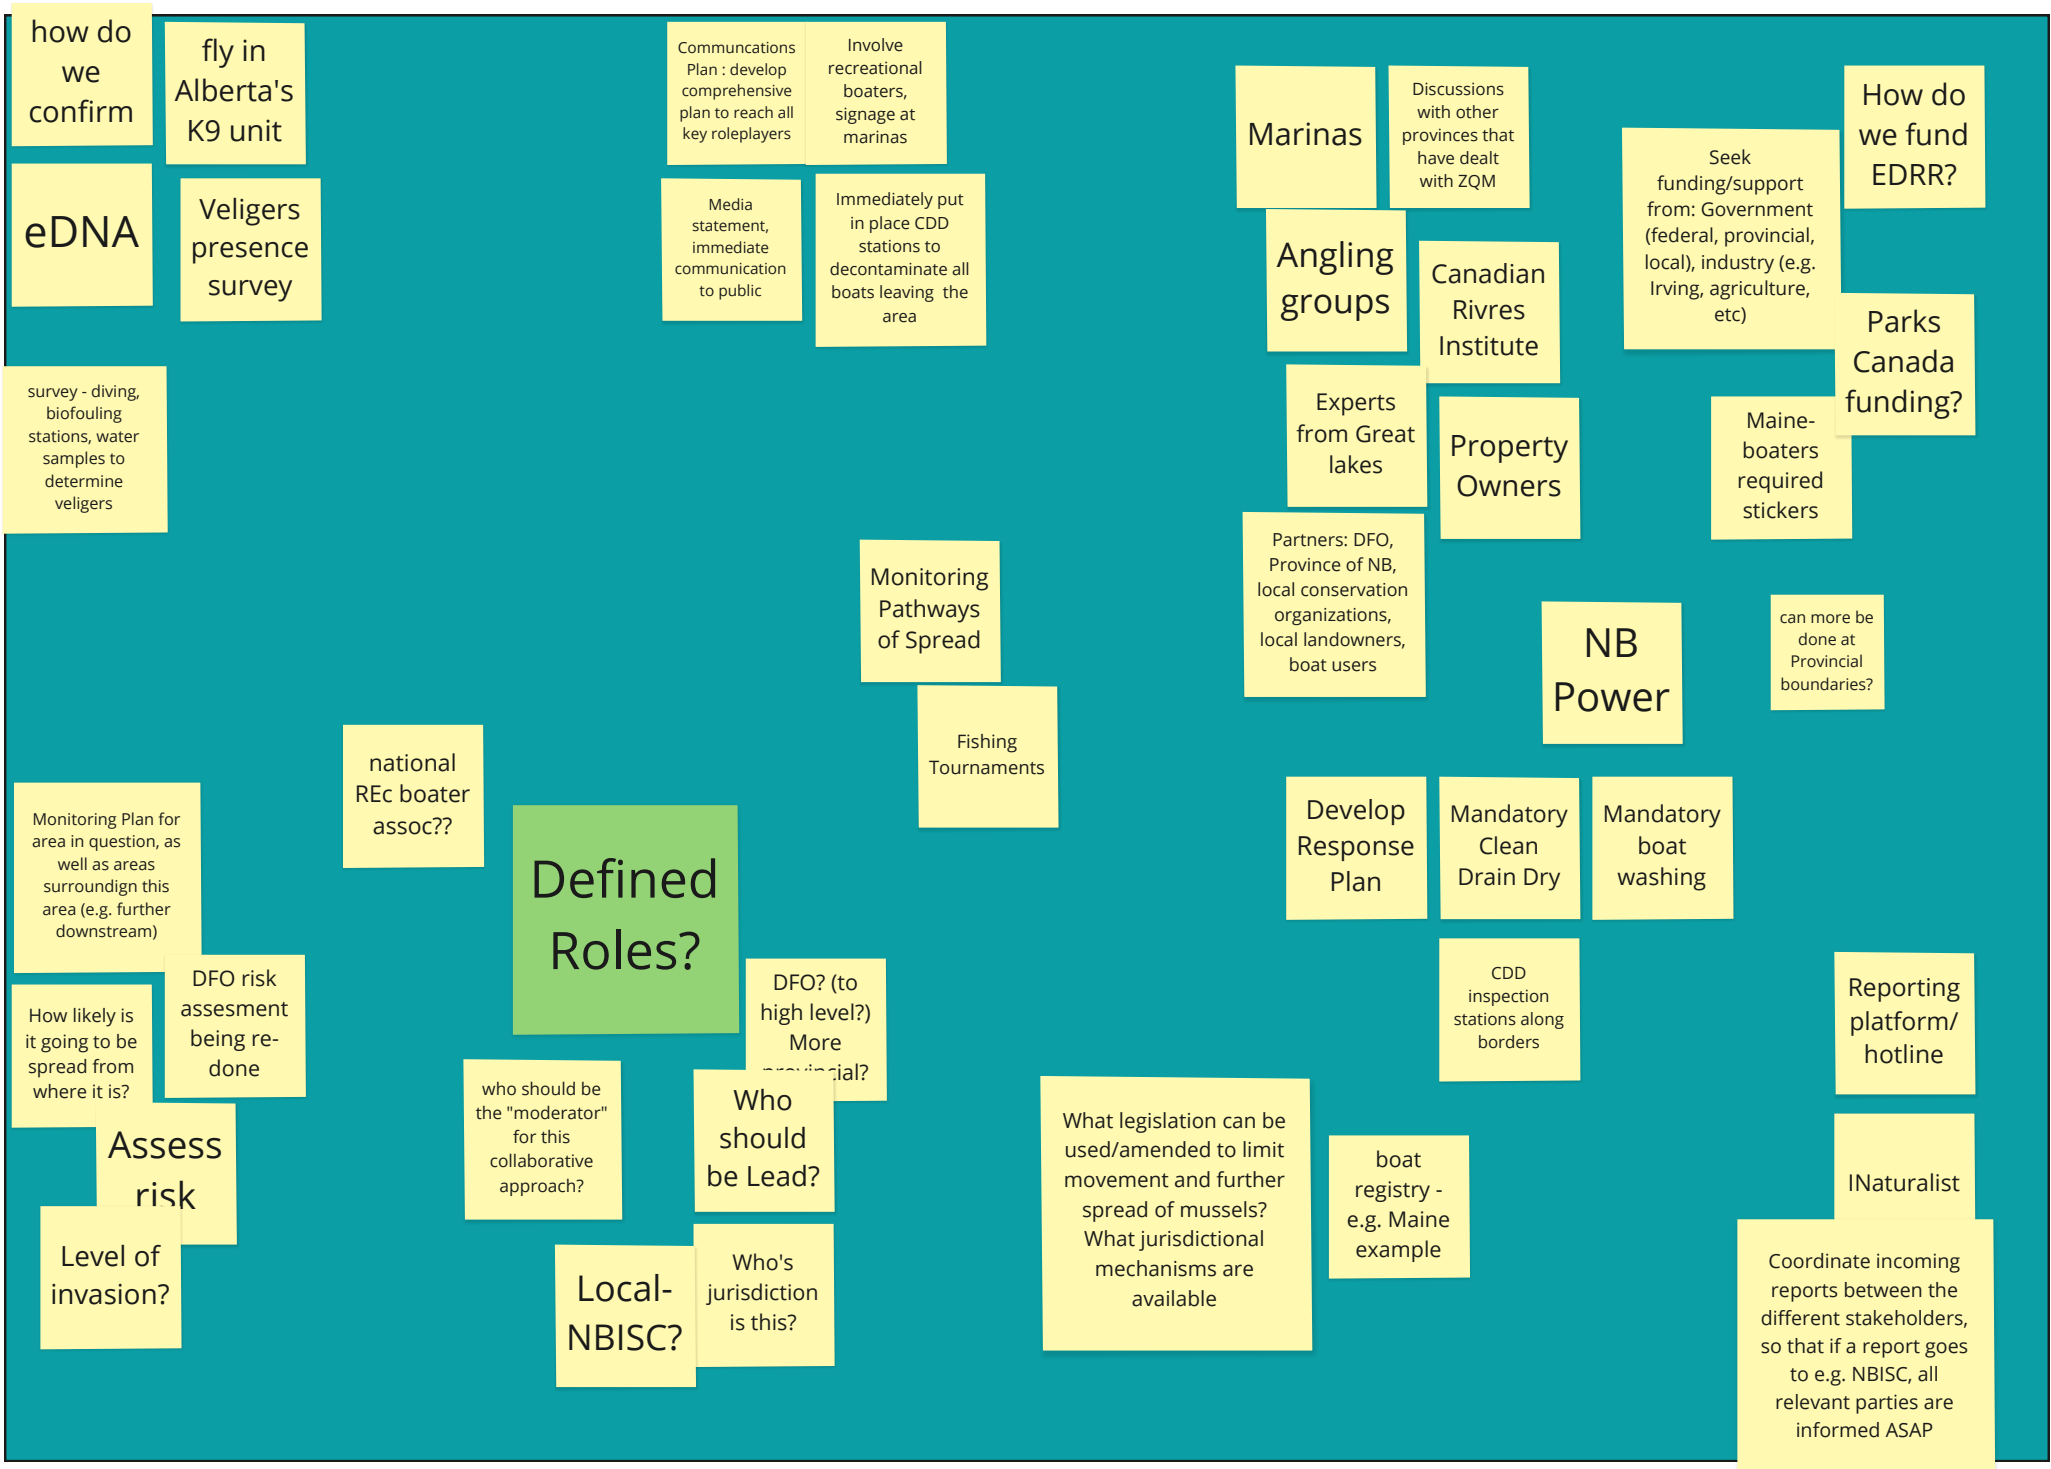 how do
we
confirm
fly in
Alberta's
K9 unit
eDNA
Veligers
presence
survey
survey - diving,
biofouling
stations, water
samples to
determine
veligers
Communcations
Plan : develop
comprehensive
plan to reach all
key roleplayers
Involve
recreational
boaters,
signage at
marinas
Media
statement,
immediate
communication
to public
Immediately put
in place CDD
stations to
decontaminate all
boats leaving the
area
Marinas
Discussions
with other
provinces that
have dealt
with ZQM
Angling
groups
Canadian
Rivres
Institute
Experts
from Great
lakes
Property
Owners
Partners: DFO,
Province of NB,
local conservation
organizations,
local landowners,
boat users
NB
Power
How do
we fund
EDRR?
Seek
funding/support
from: Government
(federal, provincial,
local), industry (e.g.
Irving, agriculture,
etc)
Parks
Canada
funding?
Maine-
boaters
required
stickers
can more be
done at
Provincial
boundaries?
Monitoring
Pathways
of Spread
Fishing
Tournaments
national
REc boater
assoc??
Defined
Roles?
DFO? (to
high level?)
More
provincial?
who should be
the "moderator"
for this
collaborative
approach?
Who
should
be Lead?
Local-
NBISC?
Who's
jurisdiction
is this?
Monitoring Plan for
area in question, as
well as areas
surroundign this
area (e.g. further
downstream)
DFO risk
assesment
being re-
done
How likely is
it going to be
spread from
where it is?
Assess
risk
Level of
invasion?
Develop
Response
Plan
Mandatory
Clean
Drain Dry
Mandatory
boat
washing
CDD
inspection
stations along
borders
What legislation can be
used/amended to limit
movement and further
spread of mussels?
What jurisdictional
mechanisms are
available
boat
registry -
e.g. Maine
example
Reporting
platform/
hotline
INaturalist
Coordinate incoming
reports between the
different stakeholders,
so that if a report goes
to e.g. NBISC, all
relevant parties are
informed ASAP